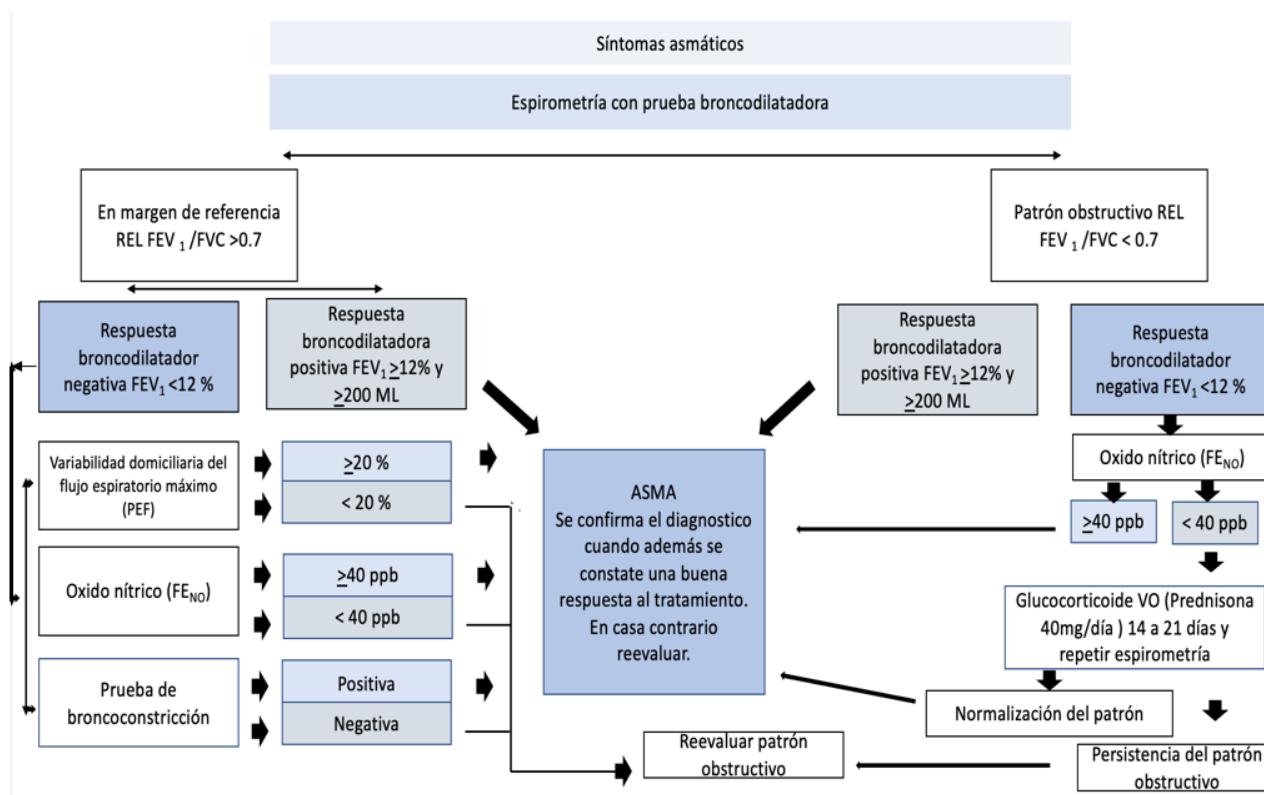 Síntomas asmáticos
Espirometría con prueba broncodilatadora
En margen de referencia
REL FEV 1 /FVC >0.7
Patrón obstructivo REL
FEV 1 /FVC < 0.7
Respuesta
broncodilatador
negativa FEV1 <12 %
Respuesta
broncodilatadora
positiva FEV1 ≥12% y
≥200 ML
Respuesta
broncodilatadora
positiva FEV1 ≥12% y
≥200 ML
Respuesta
broncodilatador
negativa FEV1 <12 %
Variabilidad domiciliaria del
flujo espiratorio máximo
(PEF)
≥20 %
< 20 %
Oxido nítrico (FENO)
≥40 ppb
< 40 ppb
Prueba de
broncoconstricción
Positiva
Negativa
ASMA
Se confirma el diagnostico
cuando además se
constate una buena
respuesta al tratamiento.
En casa contrario
reevaluar.
Oxido nítrico (FENO)
≥40 ppb
< 40 ppb
Glucocorticoide VO (Prednisona
40mg/día ) 14 a 21 días y
repetir espirometría
Normalización del patrón
Persistencia del patrón
obstructivo
Reevaluar patrón
obstructivo